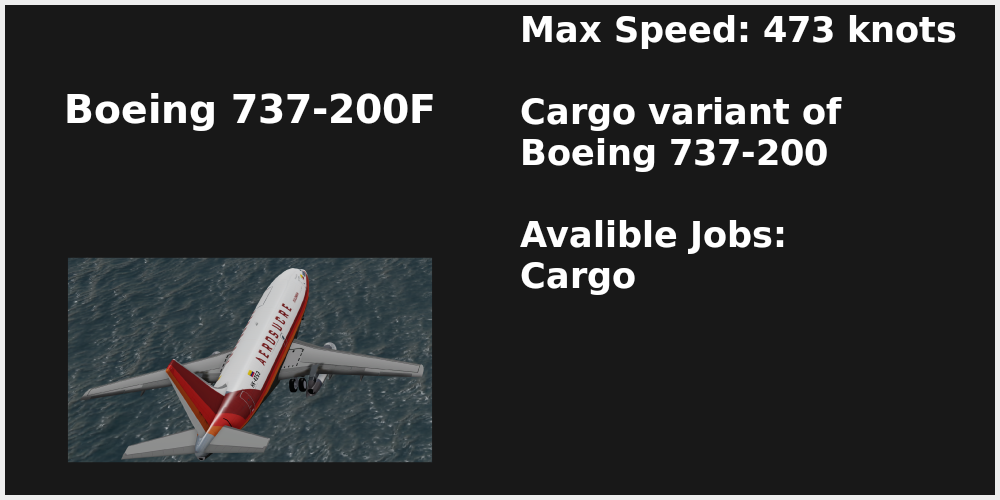 Boeing 737-200F
Max Speed: 473 knots
Cargo variant of
Boeing 737-200
Avalible Jobs:
Cargo
AEROSUCRE